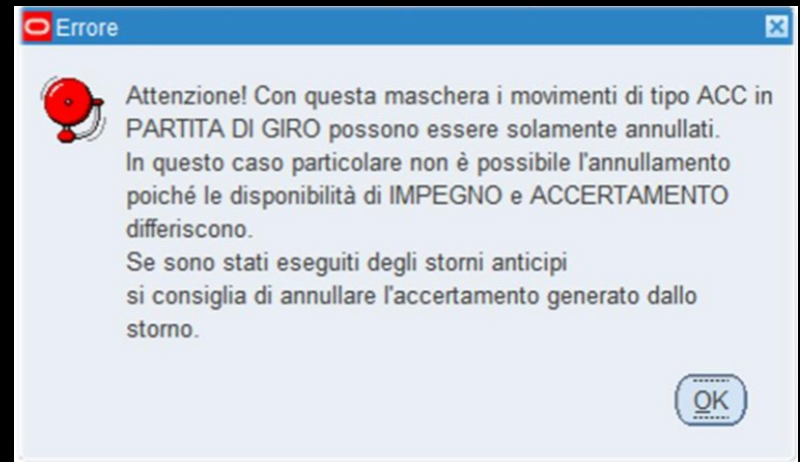 Errore
Attenzione! Con questa maschera i movimenti di tipo ACC in
PARTITA DI GIRO possono essere solamente annullati.
In questo caso particolare non è possibile l'annullamento
poiché le disponibilità di IMPEGNO e ACCERTAMENTO
differiscono.
Se sono stati eseguiti degli storni anticipi
si consiglia di annullare l'accertamento generato dallo
storno.
OK